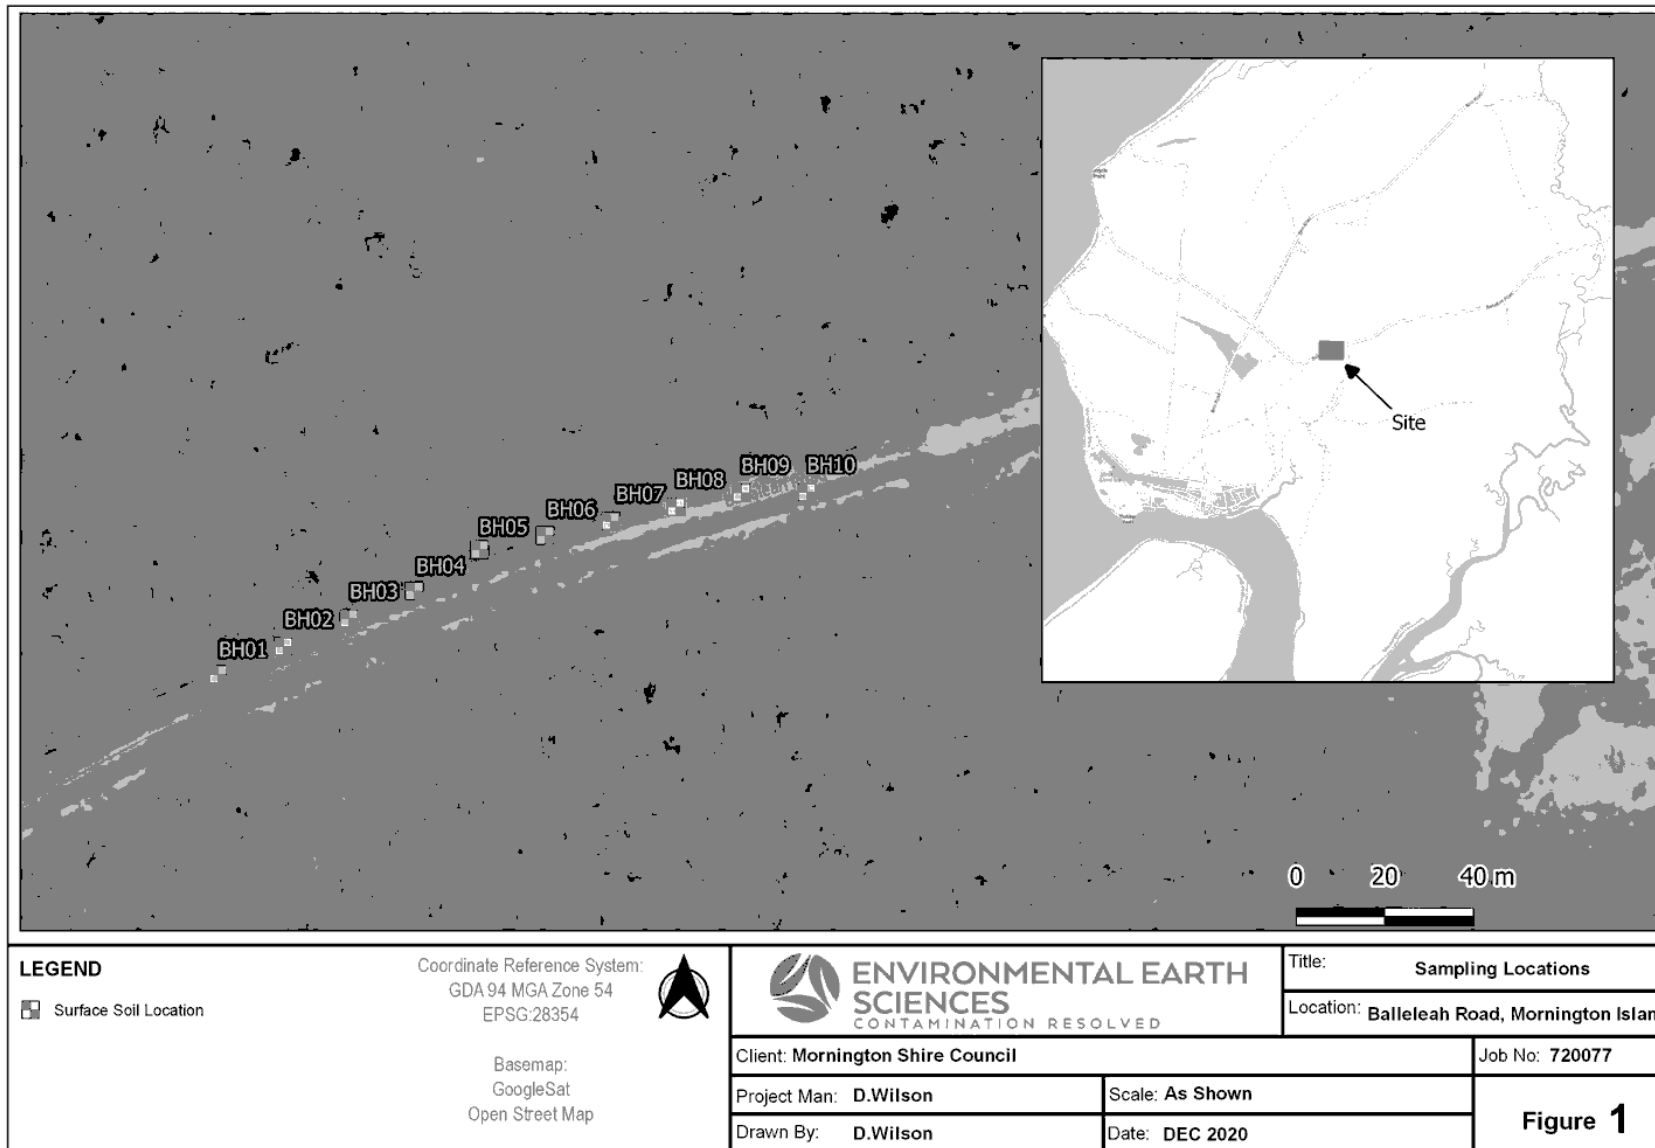 Site
BH01
BH02
BH03
BH04
BH05
BH06
BH07
BH08
BH09
BH10
0 20 40 m
LEGEND
Surface Soil Location
Coordinate Reference System:
GDA 94 MGA Zone 54
EPSG:28354
Basemap:
GoogleSat
Open Street Map
ENVIRONMENTAL EARTH
SCIENCES
CONTAMINATION RESOLVED
Title: Sampling Locations
Location: Balleleah Road, Mornington Islan
Client: Mornington Shire Council
Job No: 720077
Project Man: D.Wilson
Scale: As Shown
Drawn By: D.Wilson
Date: DEC 2020
Figure 1